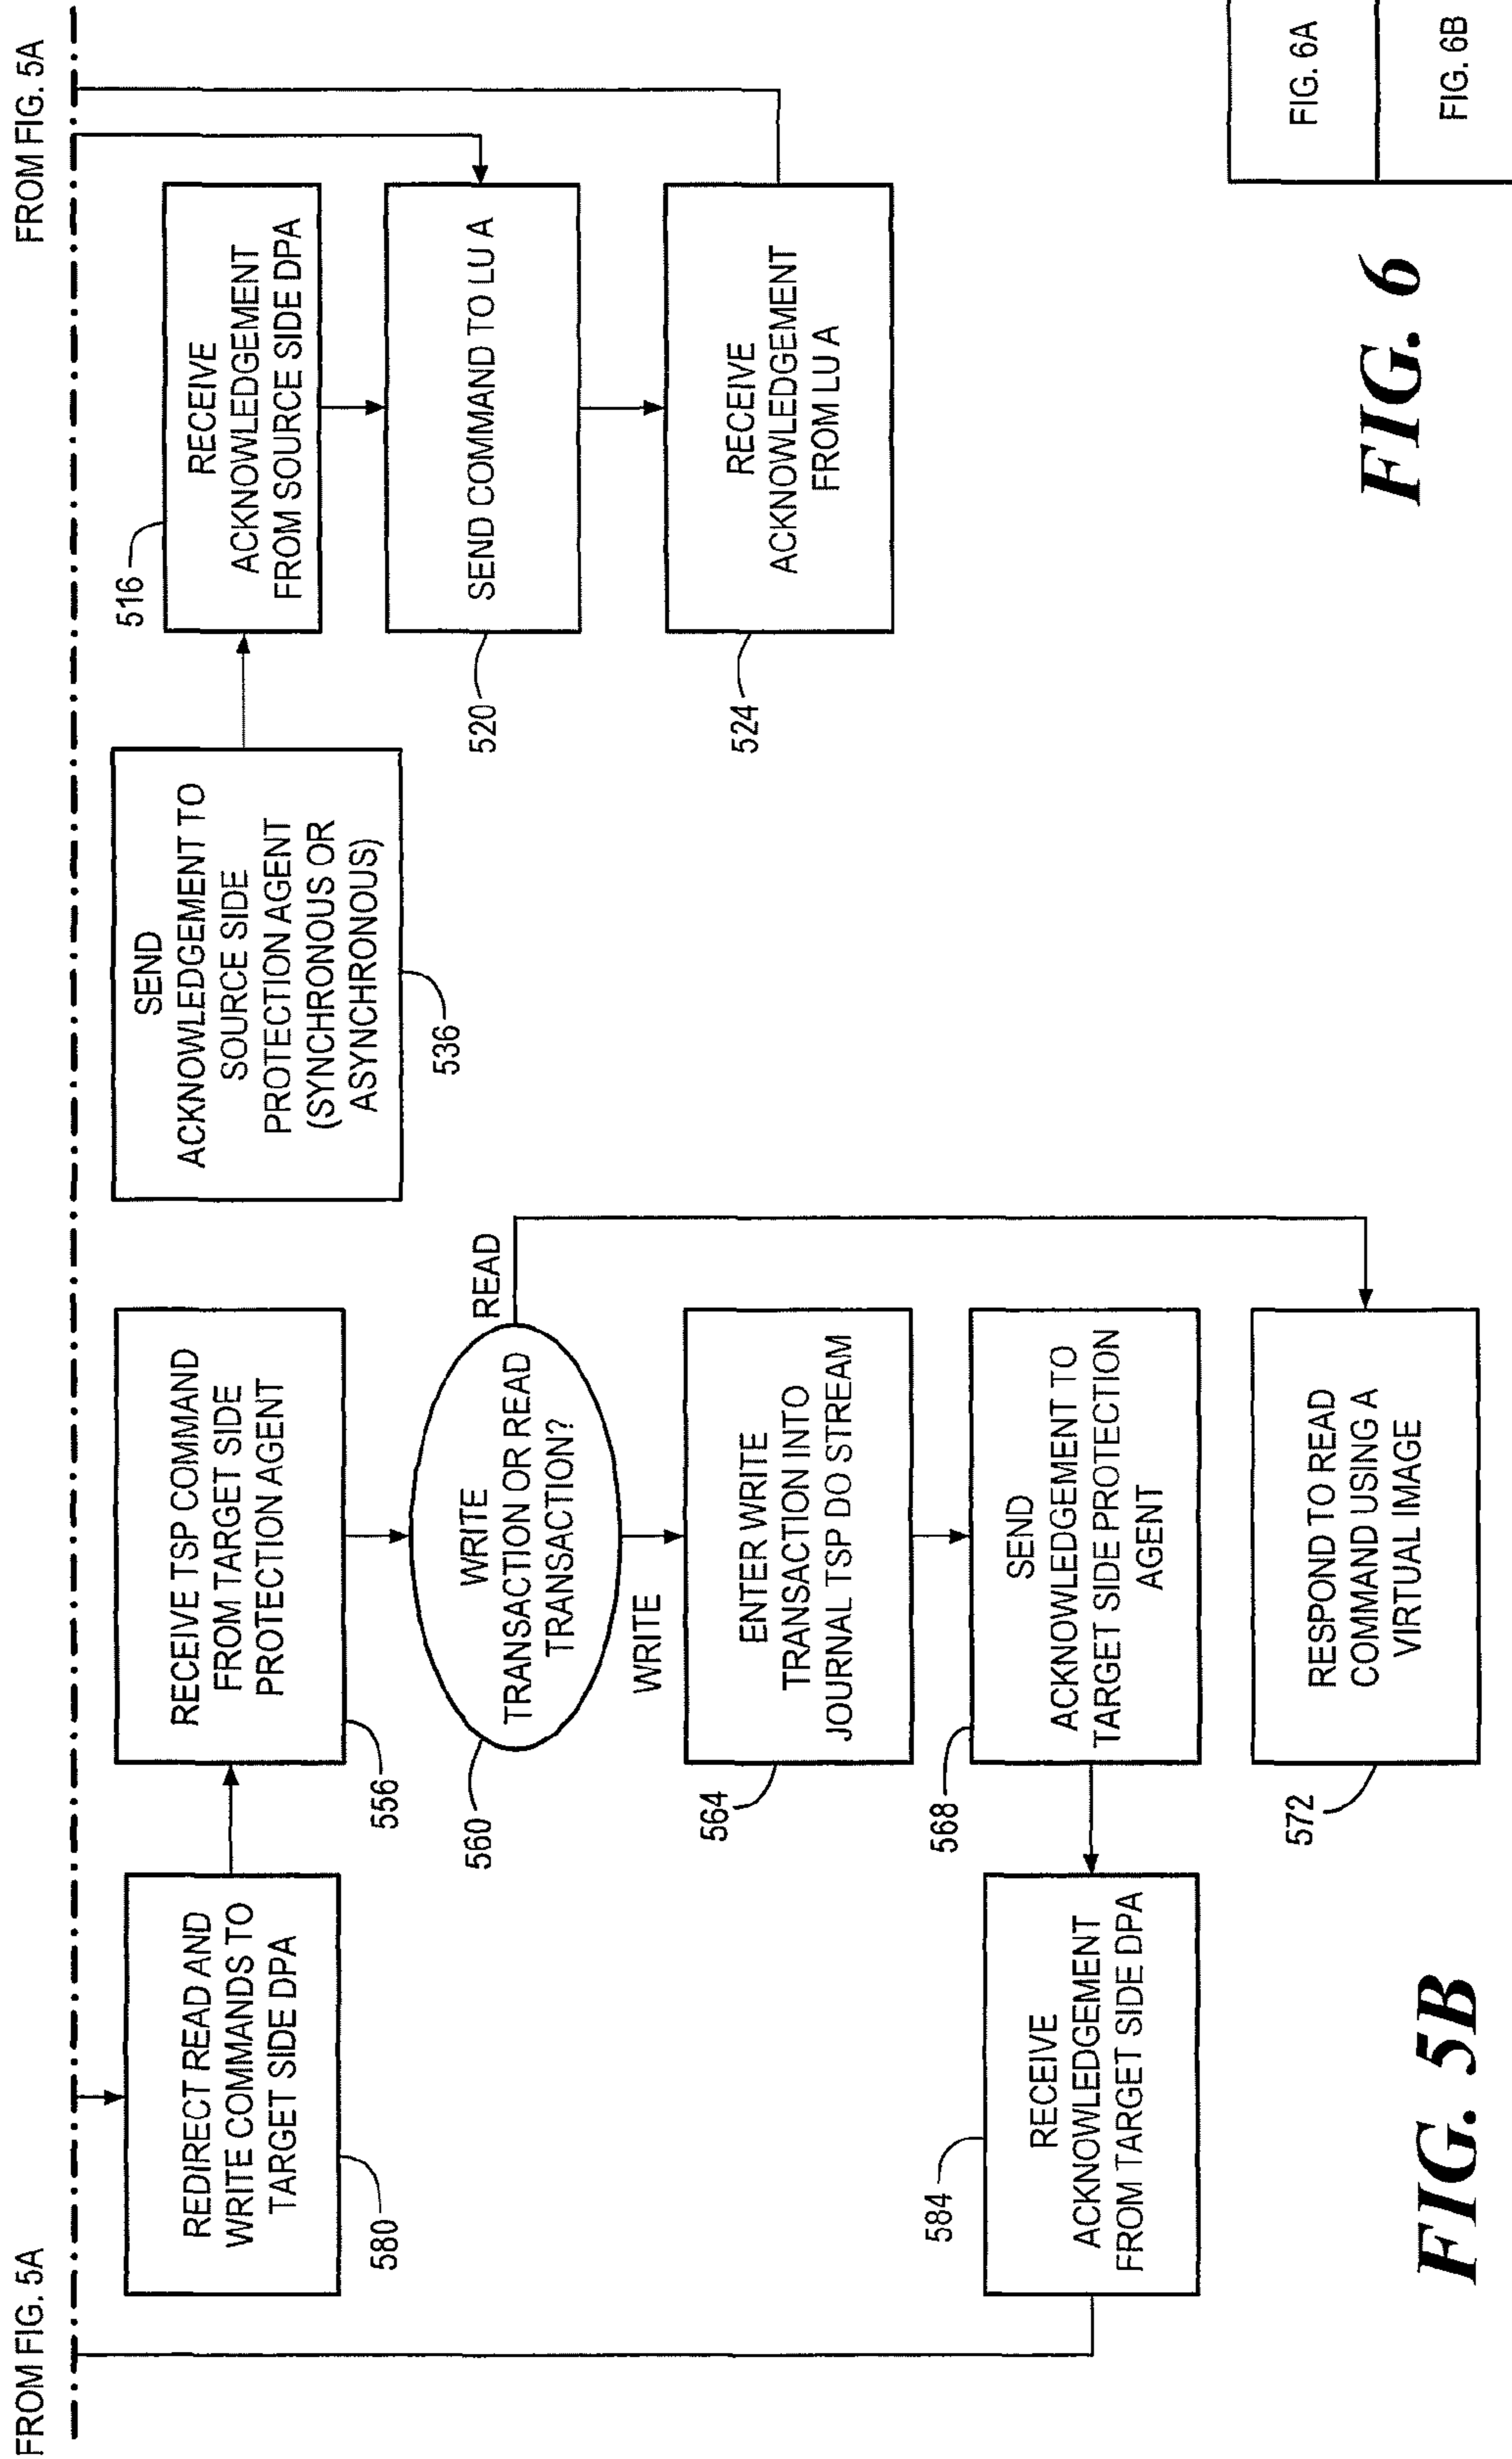 FROM FIG. 5A
FROM FIG. 5A
REDIRECT READ AND
WRITE COMMANDS TO
TARGET SIDE DPA
580
RECEIVE
ACKNOWLEDGEMENT
FROM TARGET SIDE DPA
584
RECEIVE TSP COMMAND
FROM TARGET SIDE
PROTECTION AGENT
556
WRITE
TRANSACTION OR READ
TRANSACTION?
560
READ
WRITE
ENTER WRITE
TRANSACTION INTO
JOURNAL TSP DO STREAM
564
SEND
ACKNOWLEDGEMENT TO
TARGET SIDE PROTECTION
AGENT
568
RESPOND TO READ
COMMAND USING A
VIRTUAL IMAGE
572
SEND
ACKNOWLEDGEMENT TO
SOURCE SIDE
PROTECTION AGENT
(SYNCHRONOUS OR
ASYNCHRONOUS)
536
516
RECEIVE
ACKNOWLEDGEMENT
FROM SOURCE SIDE DPA
SEND COMMAND TO LU A
520
RECEIVE
ACKNOWLEDGEMENT
FROM LU A
524
FIG. 5B
FIG. 6
FIG. 6A
FIG. 6B